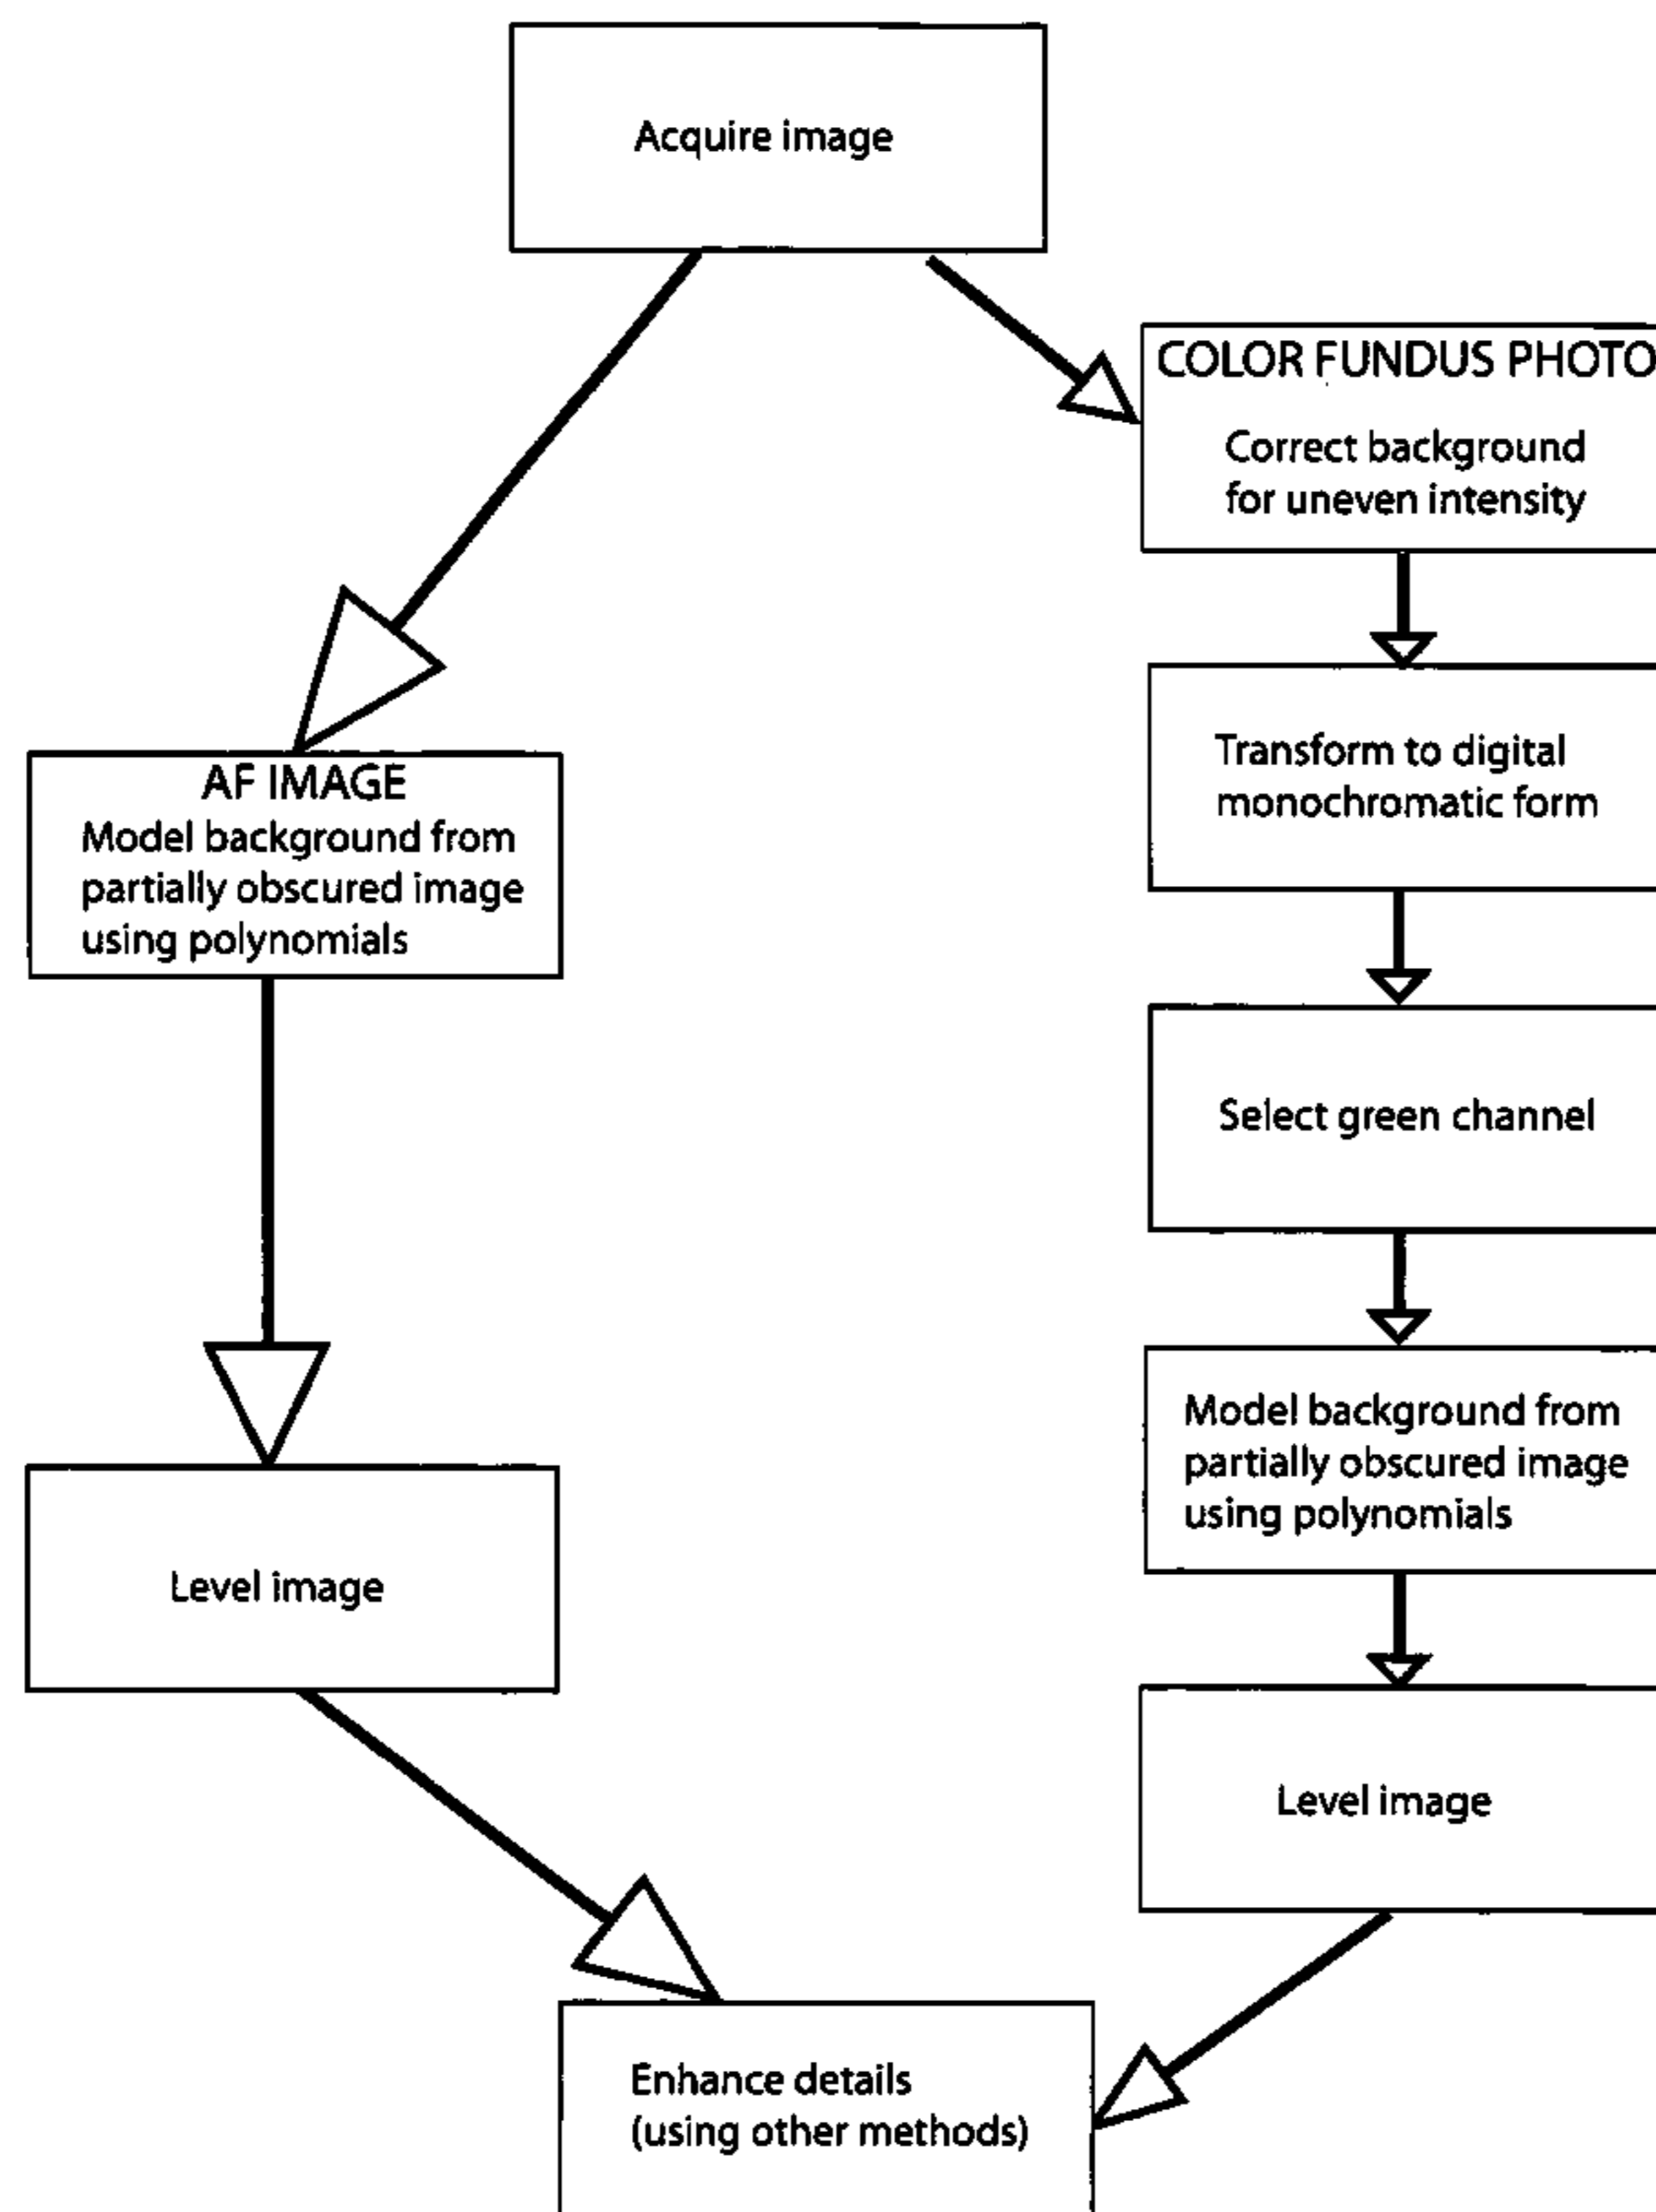 Acquire image
COLOR FUNDUS PHOTO
Correct background
for uneven intensity
Transform to digital
monochromatic form
AF IMAGE
Model background from
partially obscured image
using polynomials
Select green channel
Model background from
partially obscured image
using polynomials
Level image
Level image
Enhance details
(using other methods)